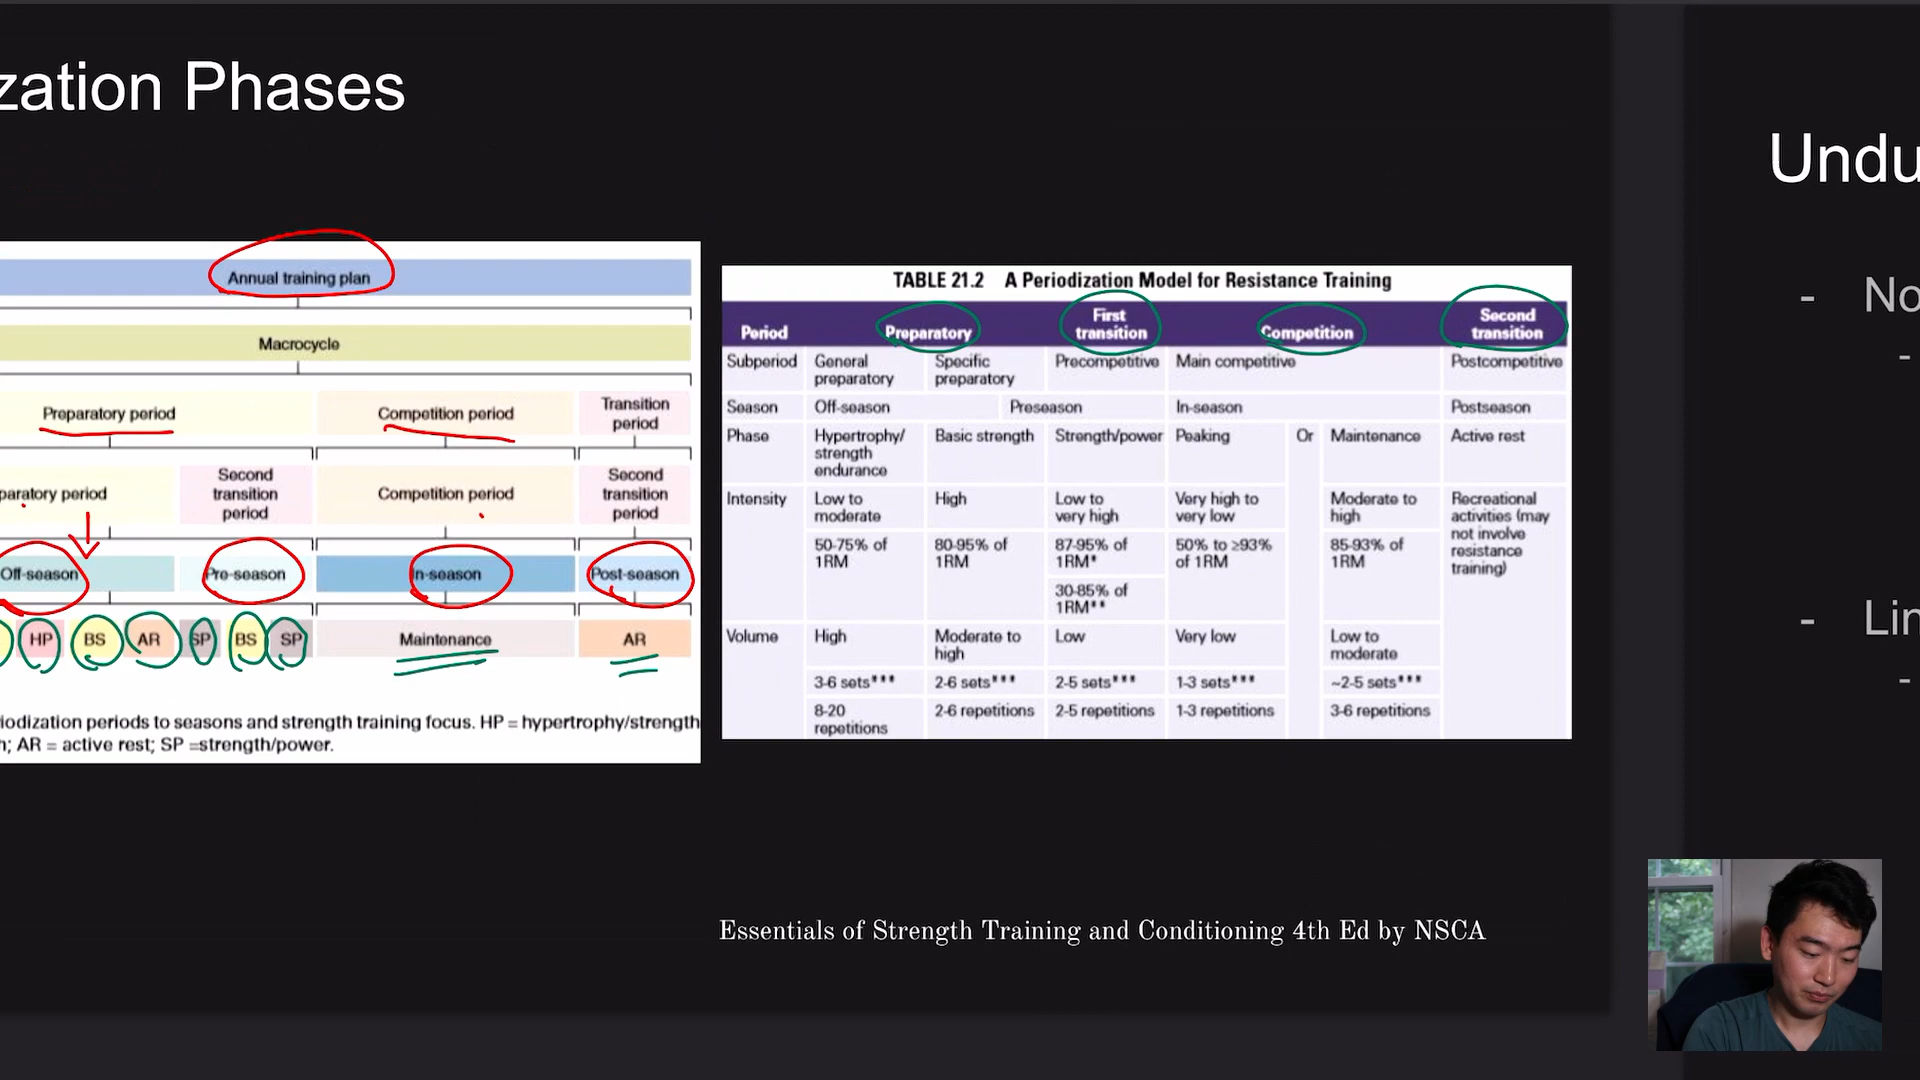 zation Phases
Undu
Annual training plan
Macrocycle
Preparatory period
Competition period
Transition
period
paratory period
Second
transition
period
Competition period
Second
transition
period
Off-season
Pre-season
In-season
Post-season
HP BS AR SP BS SP Maintenance AR
iodization periods to seasons and strength training focus. HP = hypertrophy/strength
h; AR = active rest; SP =strength/power.
TABLE 21.2 A Periodization Model for Resistance Training
Period Preparatory First transition Competition Second transition
Subperiod General preparatory Specific preparatory Precompetitive Main competitive Postcompetitive
Season Off-season Preseason In-season Postseason
Phase Hypertrophy/ strength endurance Basic strength Strength/power Peaking Or Maintenance Active rest
Intensity Low to moderate High Low to very high Very high to very low Moderate to high Recreational activities (may not involve resistance training)
50-75% of 1RM 80-95% of 1RM 87-95% of 1RM* 50% to ≥93% of 1RM 85-93% of 1RM
30-85% of 1RM**
Volume High Moderate to high Low Very low Low to moderate
3-6 sets*** 2-6 sets*** 2-5 sets*** 1-3 sets*** ~2-5 sets***
8-20 repetitions 2-6 repetitions 2-5 repetitions 1-3 repetitions 3-6 repetitions
- No
-
- Lin
-
Essentials of Strength Training and Conditioning 4th Ed by NSCA